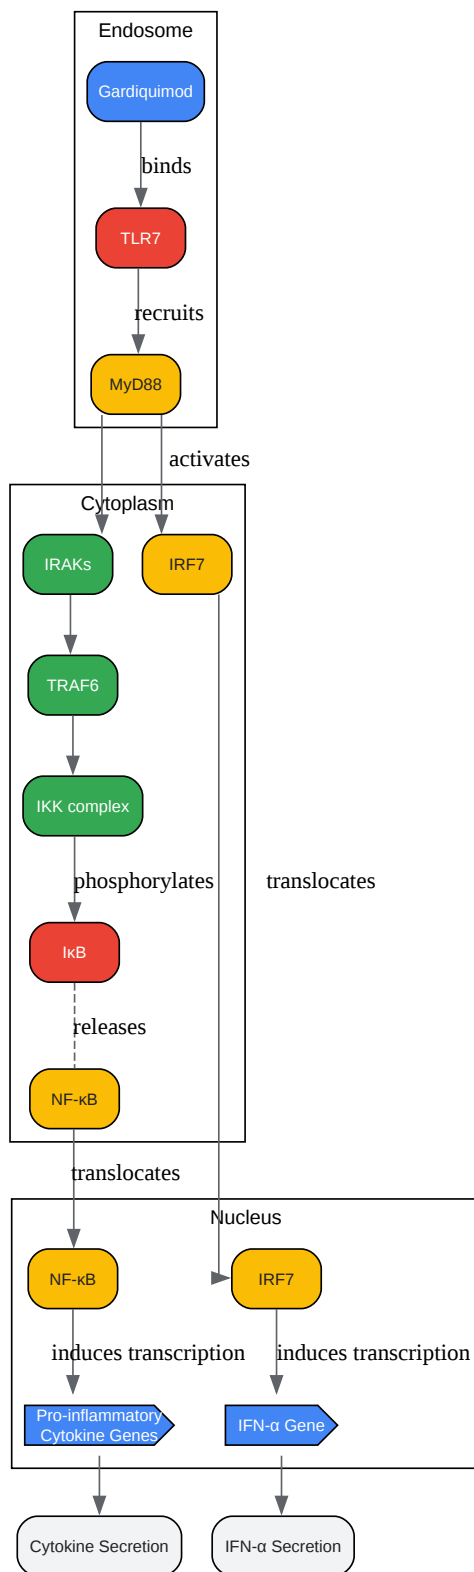 Endosome
Gardiquimod
binds
TLR7
recruits
MyD88
activates
Cytoplasm
IRAKs
IRF7
TRAF6
IKK complex
phosphorylates
translocates
IκB
releases
NF-κB
translocates
Nucleus
NF-κB
IRF7
induces transcription
induces transcription
Pro-inflammatory
Cytokine Genes
IFN-α Gene
Cytokine Secretion
IFN-α Secretion